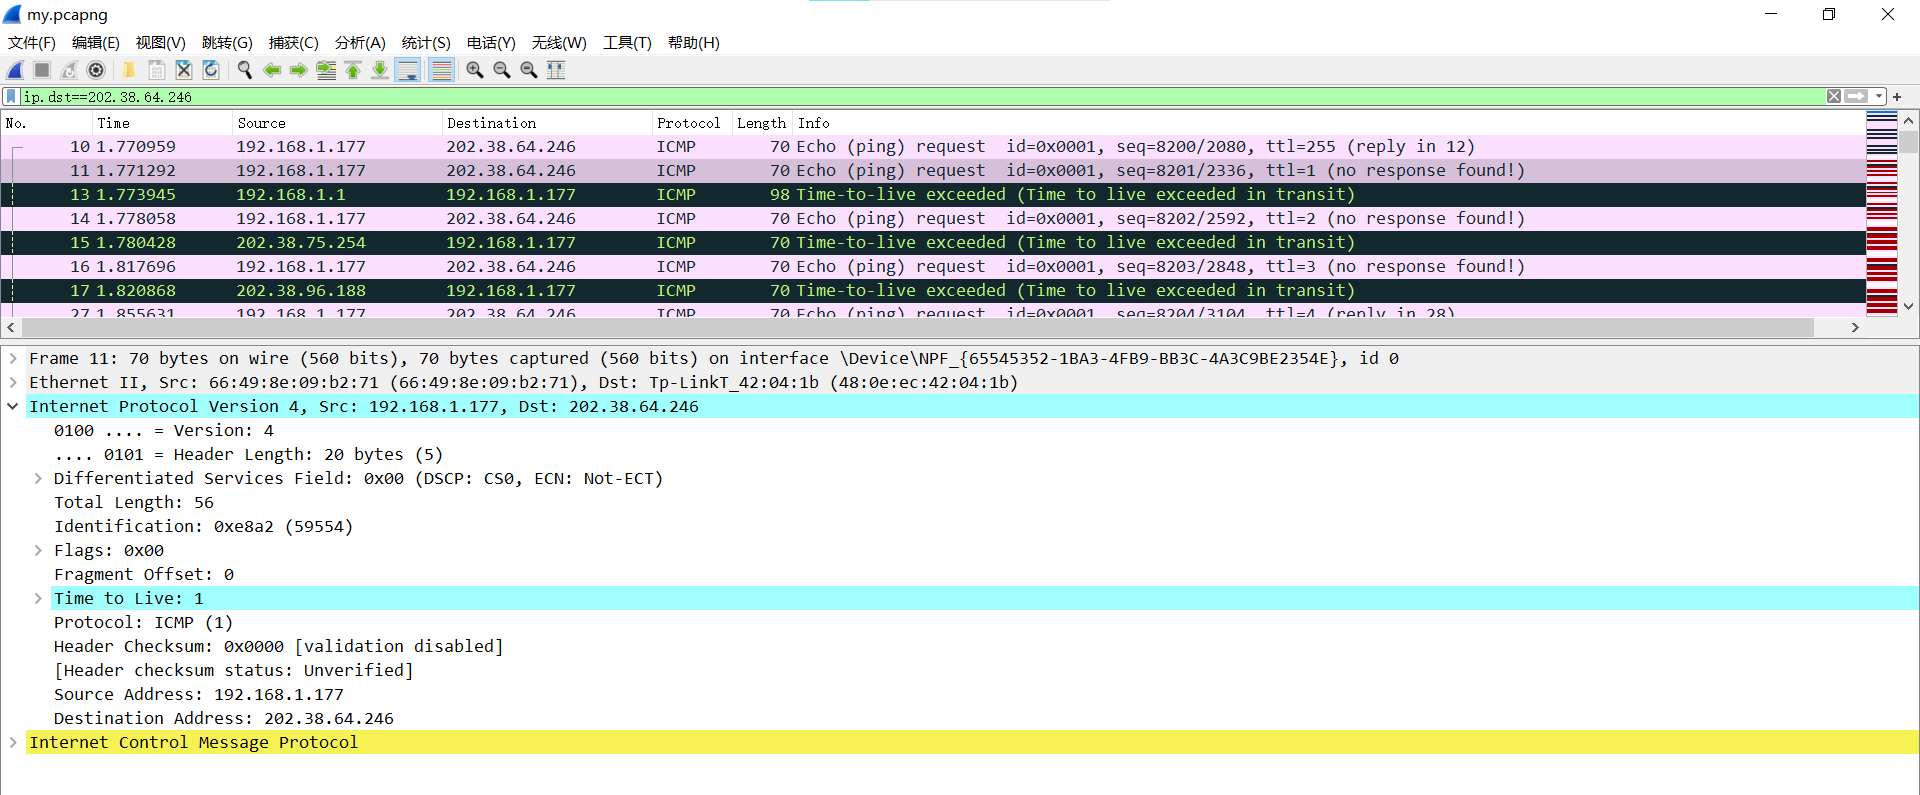 my.pcapng
文件(F) 编辑(E) 视图(V) 跳转(G) 捕获(C) 分析(A) 统计(S) 电话(Y) 无线(W) 工具(T) 帮助(H)
ip.dst==202.38.64.246
No. Time Source Destination Protocol Length Info
10 1.770959 192.168.1.177 202.38.64.246 ICMP 70 Echo (ping) request id=0x0001, seq=8200/2080, ttl=255 (reply in 12)
11 1.771292 192.168.1.177 202.38.64.246 ICMP 70 Echo (ping) request id=0x0001, seq=8201/2336, ttl=1 (no response found!)
13 1.773945 192.168.1.1 192.168.1.177 ICMP 98 Time-to-live exceeded (Time to live exceeded in transit)
14 1.778058 192.168.1.177 202.38.64.246 ICMP 70 Echo (ping) request id=0x0001, seq=8202/2592, ttl=2 (no response found!)
15 1.780428 202.38.75.254 192.168.1.177 ICMP 70 Time-to-live exceeded (Time to live exceeded in transit)
16 1.817696 192.168.1.177 202.38.64.246 ICMP 70 Echo (ping) request id=0x0001, seq=8203/2848, ttl=3 (no response found!)
17 1.820868 202.38.96.188 192.168.1.177 ICMP 70 Time-to-live exceeded (Time to live exceeded in transit)
27 1.855631 192.168.1.177 202.38.64.246 ICMP 70 Echo (ping) request id=0x0001, seq=8204/3104, ttl=4 (reply in 28)
Frame 11: 70 bytes on wire (560 bits), 70 bytes captured (560 bits) on interface \Device\NPF_{65545352-1BA3-4FB9-BB3C-4A3C9BE2354E}, id 0
Ethernet II, Src: 66:49:8e:09:b2:71 (66:49:8e:09:b2:71), Dst: Tp-LinkT_42:04:1b (48:0e:ec:42:04:1b)
Internet Protocol Version 4, Src: 192.168.1.177, Dst: 202.38.64.246
0100 .... = Version: 4
.... 0101 = Header Length: 20 bytes (5)
Differentiated Services Field: 0x00 (DSCP: CS0, ECN: Not-ECT)
Total Length: 56
Identification: 0xe8a2 (59554)
Flags: 0x00
Fragment Offset: 0
Time to Live: 1
Protocol: ICMP (1)
Header Checksum: 0x0000 [validation disabled]
[Header checksum status: Unverified]
Source Address: 192.168.1.177
Destination Address: 202.38.64.246
Internet Control Message Protocol